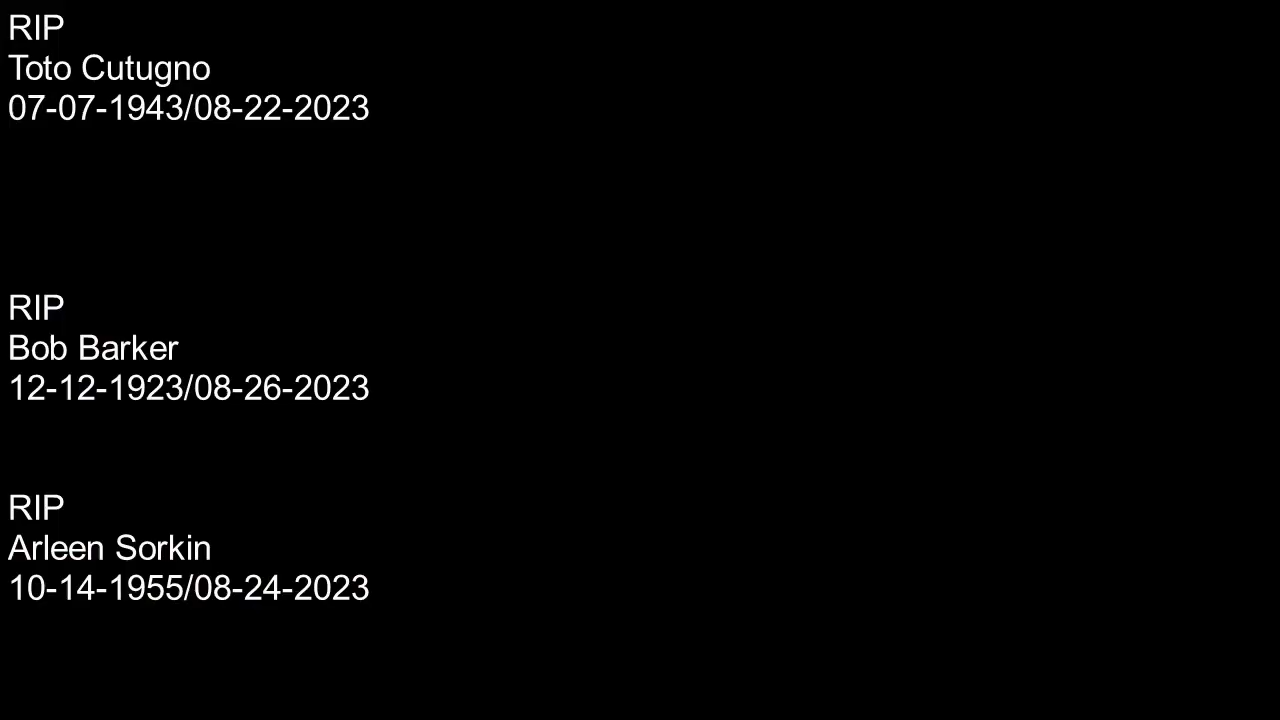 RIP
Toto Cutugno
07-07-1943/08-22-2023
RIP
Bob Barker
12-12-1923/08-26-2023
RIP
Arleen Sorkin
10-14-1955/08-24-2023